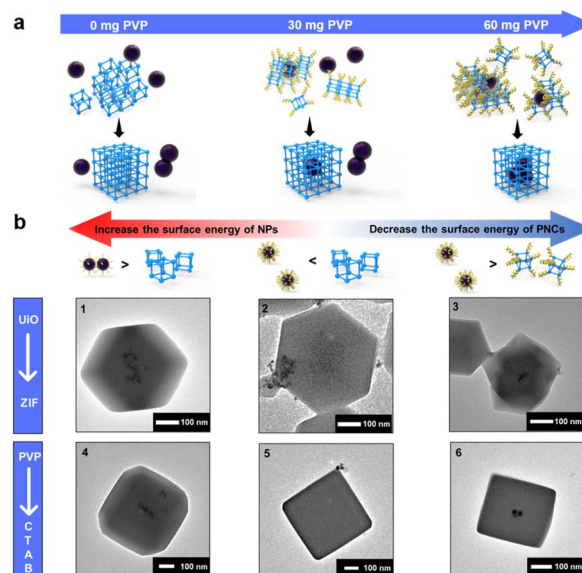 a
0 mg PVP
30 mg PVP
60 mg PVP
b
Increase the surface energy of NPs
Decrease the surface energy of PNCs
>
<
>
UiO
ZIF
1
100 nm
2
100 nm
3
100 nm
PVP
C
T
A
B
4
100 nm
5
100 nm
6
100 nm